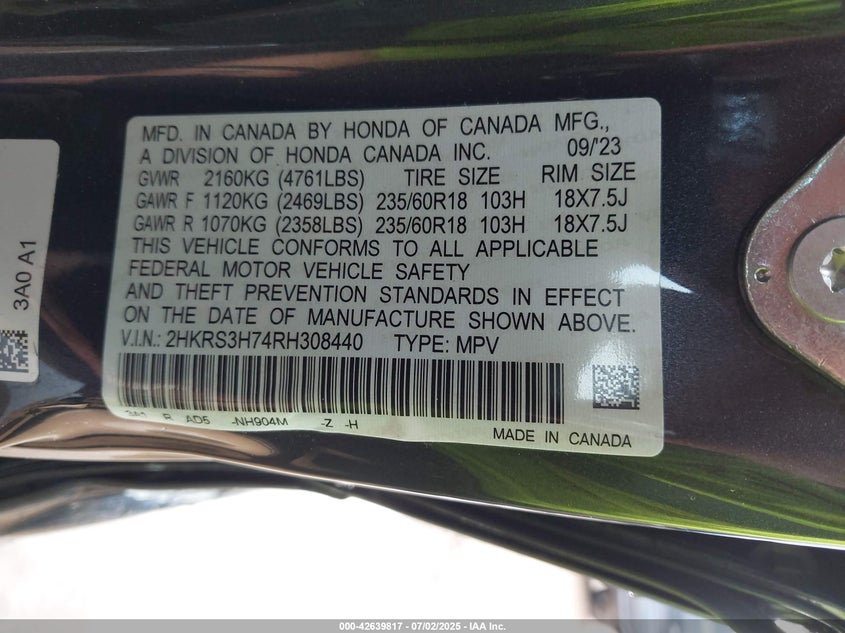 MFD. IN CANADA BY HONDA OF CANADA MFG.,
A DIVISION OF HONDA CANADA INC. 09/'23
GVWR 2160KG (4761LBS) TIRE SIZE RIM SIZE
GAWR F 1120KG (2469LBS) 235/60R18 103H 18X7.5J
GAWR R 1070KG (2358LBS) 235/60R18 103H 18X7.5J
THIS VEHICLE CONFORMS TO ALL APPLICABLE
FEDERAL MOTOR VEHICLE SAFETY
AND THEFT PREVENTION STANDARDS IN EFFECT
ON THE DATE OF MANUFACTURE SHOWN ABOVE.
V.I.N.: 2HKRS3H74RH308440 TYPE: MPV
3A1 R AD5 -NH904M -Z -H
MADE IN CANADA
3A0 A1
000-42639817 - 07/02/2025 - IAA Inc.